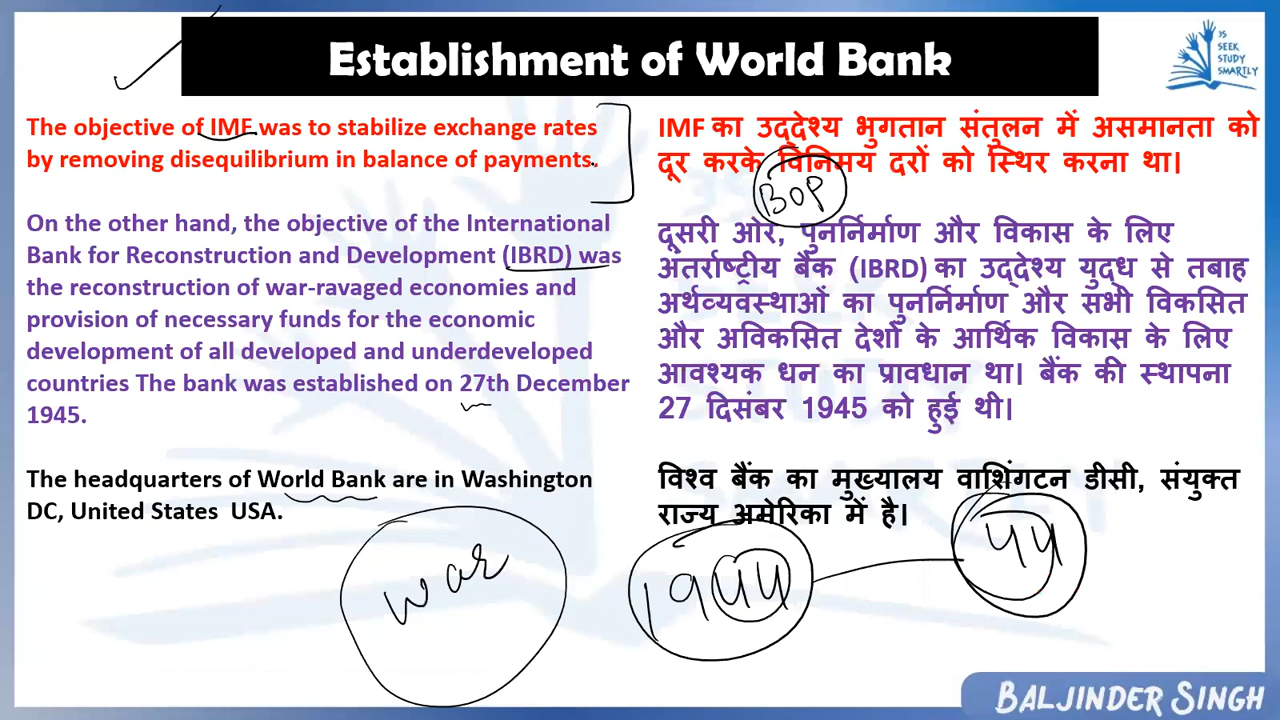 Establishment of World Bank
3S
SEEK
STUDY
SMARTLY
The objective of IMF was to stabilize exchange rates
by removing disequilibrium in balance of payments.
On the other hand, the objective of the International
Bank for Reconstruction and Development (IBRD) was
the reconstruction of war-ravaged economies and
provision of necessary funds for the economic
development of all developed and underdeveloped
countries The bank was established on 27th December
1945.
The headquarters of World Bank are in Washington
DC, United States USA.
IMF का उद्देश्य भुगतान संतुलन में असमानता को
दूर करके विनिमय दरों को स्थिर करना था।
BOP
दूसरी ओर, पुनर्निर्माण और विकास के लिए
अंतर्राष्ट्रीय बैंक (IBRD) का उद्देश्य युद्ध से तबाह
अर्थव्यवस्थाओं का पुनर्निर्माण और सभी विकसित
और अविकसित देशों के आर्थिक विकास के लिए
आवश्यक धन का प्रावधान था। बैंक की स्थापना
27 दिसंबर 1945 को हुई थी।
विश्व बैंक का मुख्यालय वाशिंगटन डीसी, संयुक्त
राज्य अमेरिका में है।
war
1944
44
BALJINDER SINGH